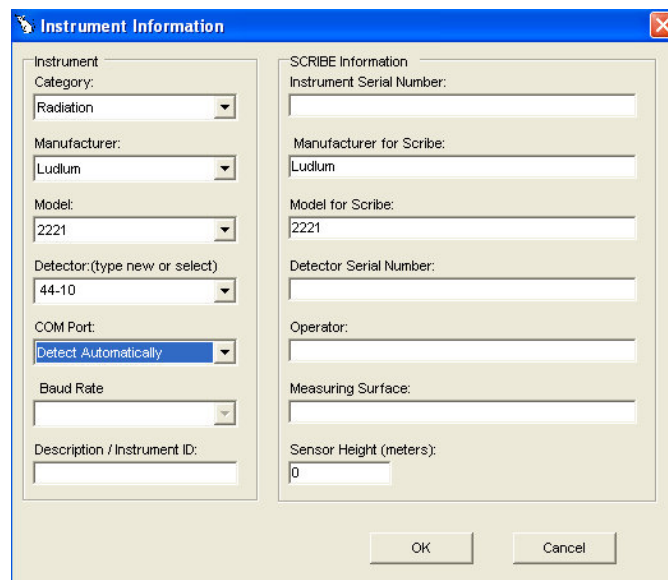 Instrument Information
Instrument
Category:
Radiation
Manufacturer:
Ludlum
Model:
2221
Detector:(type new or select)
44-10
COM Port:
Detect Automatically
Baud Rate
Description / Instrument ID:
SCRIBE Information
Instrument Serial Number:
Manufacturer for Scribe:
Ludlum
Model for Scribe:
2221
Detector Serial Number:
Operator:
Measuring Surface:
Sensor Height (meters):
0
OK
Cancel